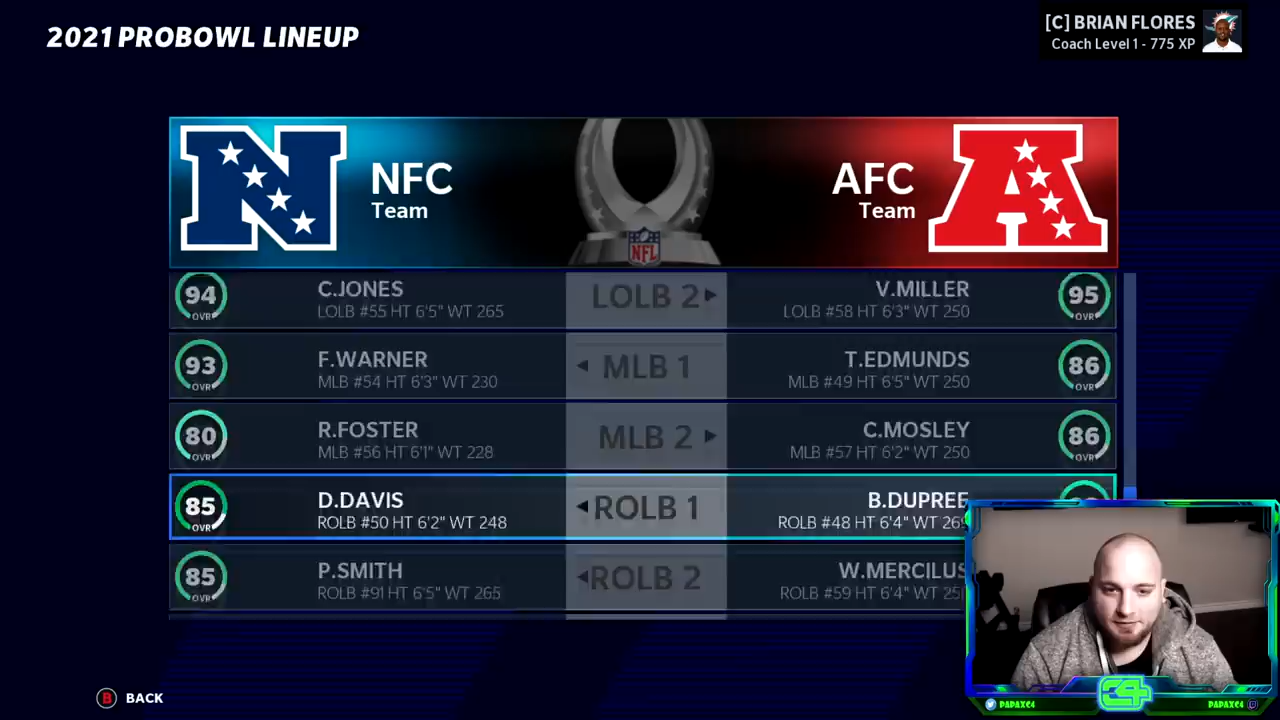 2021 PROBOWL LINEUP
[C] BRIAN FLORES
Coach Level 1 - 775 XP
NFC
Team
AFC
Team
NFL
94
OVR
C.JONES
LOLB #55 HT 6'5" WT 265
LOLB 2
V.MILLER
LOLB #58 HT 6'3" WT 250
95
OVR
93
OVR
F.WARNER
MLB #54 HT 6'3" WT 230
MLB 1
T.EDMUNDS
MLB #49 HT 6'5" WT 250
86
OVR
80
OVR
R.FOSTER
MLB #56 HT 6'1" WT 228
MLB 2
C.MOSLEY
MLB #57 HT 6'2" WT 250
86
OVR
85
OVR
D.DAVIS
ROLB #50 HT 6'2" WT 248
ROLB 1
B.DUPREE
ROLB #48 HT 6'4" WT 269
85
OVR
P.SMITH
ROLB #91 HT 6'5" WT 265
ROLB 2
W.MERCILUS
ROLB #59 HT 6'4" WT
B BACK
PAPAXC4
PAPAXC4